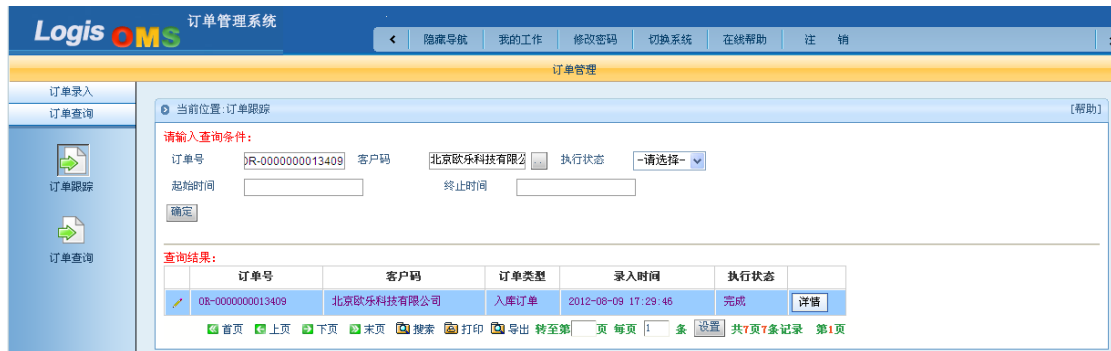 Logis OMS 订单管理系统
隐藏导航 我的工作 修改密码 切换系统 在线帮助 注 销
订单管理
订单录入
订单查询
当前位置:订单跟踪 [帮助]
请输入查询条件:
订单号 OR-0000000013409 客户码 北京欧乐科技有限 执行状态 -请选择-
订单跟踪
起始时间 终止时间
确定
订单查询
查询结果:
订单号 客户码 订单类型 录入时间 执行状态
OR-0000000013409 北京欧乐科技有限公司 入库订单 2012-08-09 17:29:46 完成 详情
首页 上页 下页 末页 搜索 打印 导出 转至第 页 每页 1 条 设置 共7页7条记录 第1页